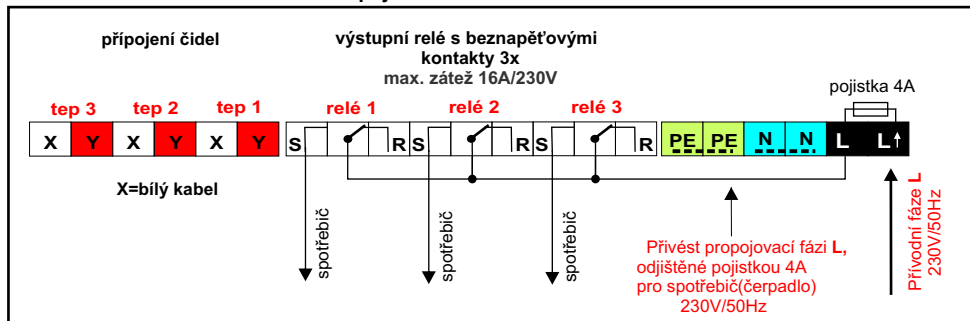 přípojení čidel
výstupní relé s beznapěťovými
kontakty 3x
max. zátež 16A/230V
pojistka 4A
tep 3 tep 2 tep 1 relé 1 relé 2 relé 3
X Y X Y X Y S R S R S R PE PE N N L L
X=bílý kabel
spotřebič
spotřebič
spotřebič
Přivést propojovací fázi L,
odjištěné pojistkou 4A
pro spotřebič(čerpadlo)
230V/50Hz
Přívodní fáze L
230V/50Hz